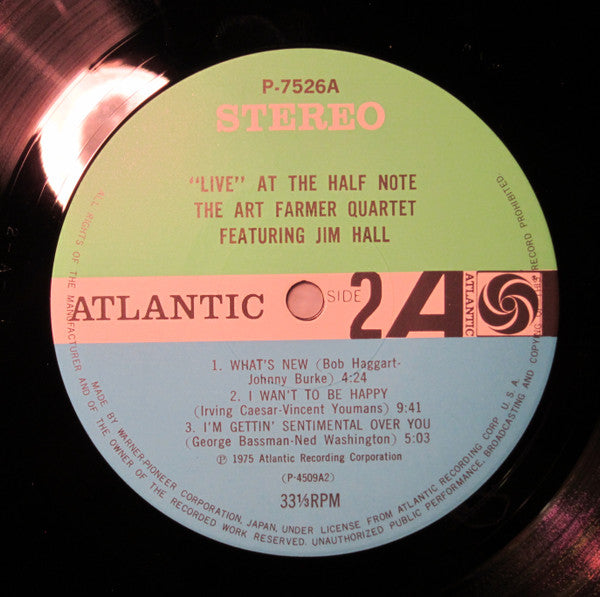 P-7526A
STEREO
"LIVE" AT THE HALF NOTE
THE ART FARMER QUARTET
FEATURING JIM HALL
ATLANTIC
SIDE 2A
ATLANTIC
1. WHAT'S NEW (Bob Haggart-
Johnny Burke) 4:24
2. I WAN'T TO BE HAPPY
(Irving Caesar-Vincent Youmans) 9:41
3. I'M GETTIN' SENTIMENTAL OVER YOU
(George Bassman-Ned Washington) 5:03
℗ 1975 Atlantic Recording Corporation
(P-4509A2)
33⅓RPM
MADE BY WARNER-PIONEER CORPORATION, JAPAN, UNDER LICENSE FROM ATLANTIC RECORDING CORP. U.S.A.
ALL RIGHTS OF THE MANUFACTURER AND OF THE OWNER OF THE RECORDED WORK RESERVED. UNAUTHORIZED PUBLIC PERFORMANCE, BROADCASTING AND COPYING OF THIS RECORD PROHIBITED.